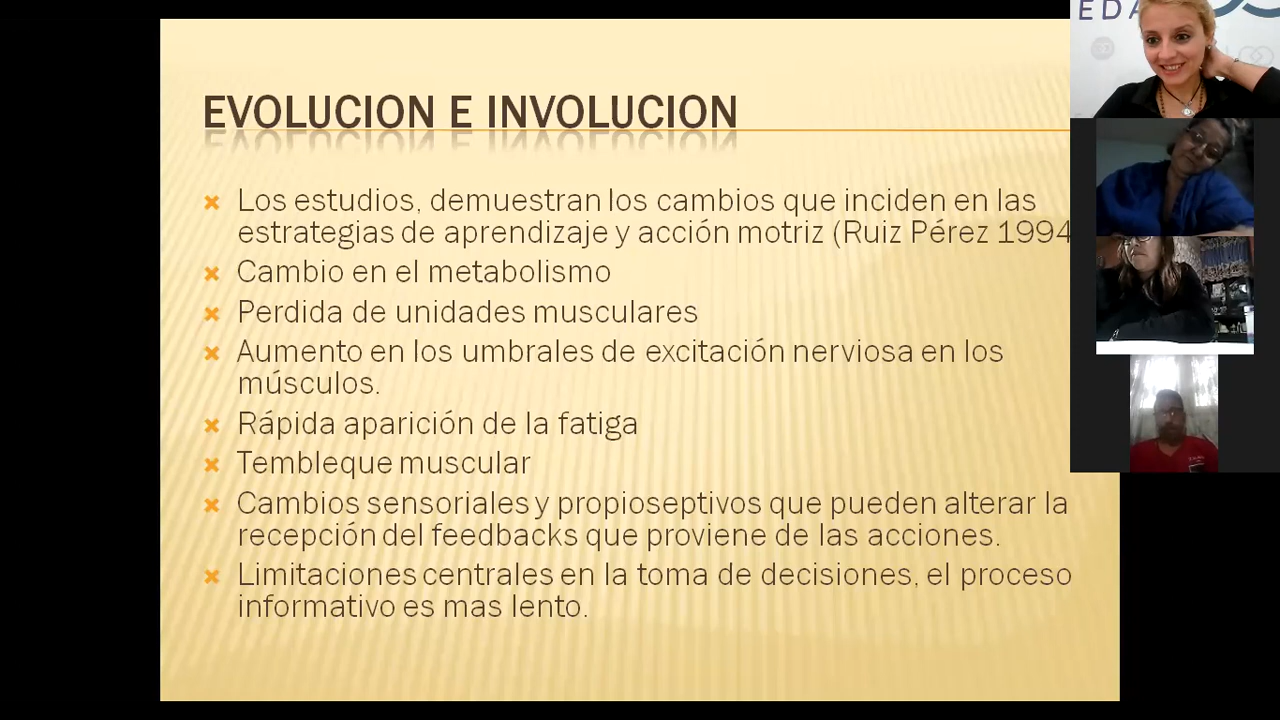 EVOLUCION E INVOLUCION
Los estudios, demuestran los cambios que inciden en las
estrategias de aprendizaje y acción motriz (Ruiz Pérez 1994
Cambio en el metabolismo
Perdida de unidades musculares
Aumento en los umbrales de excitación nerviosa en los
músculos.
Rápida aparición de la fatiga
Tembleque muscular
Cambios sensoriales y propioseptivos que pueden alterar la
recepción del feedbacks que proviene de las acciones.
Limitaciones centrales en la toma de decisiones, el proceso
informativo es mas lento.